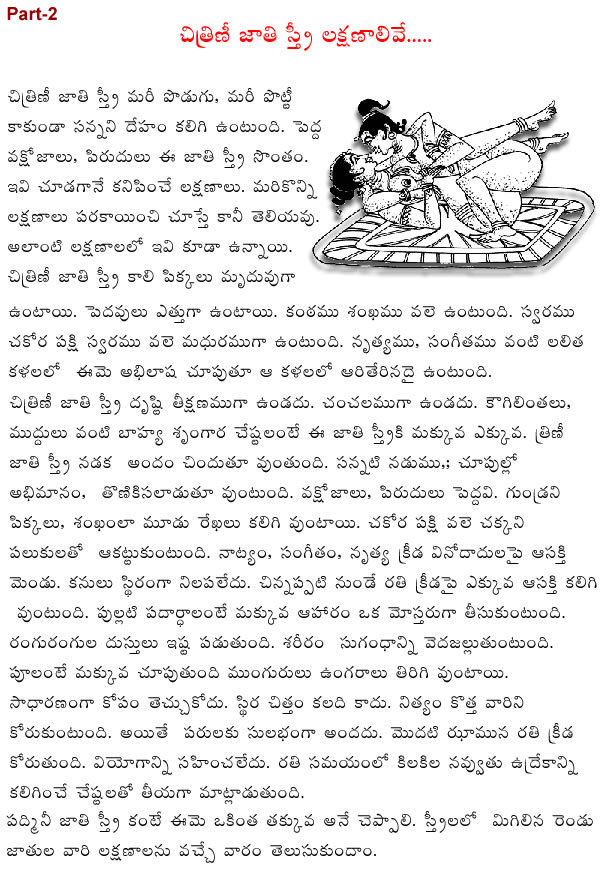 Part-2
చిత్రిణీ జాతి స్త్రీ లక్షణాలివే.....
చిత్రిణీ జాతి స్త్రీ మరీ పొడుగు, మరీ పొట్టీ
కాకుండా సన్నని దేహం కలిగి ఉంటుంది. పెద్ద
వక్షోజాలు, పిరుదులు ఈ జాతి స్త్రీ సొంతం.
ఇవి చూడగానే కనిపించే లక్షణాలు. మరికొన్ని
లక్షణాలు పరకాయించి చూస్తే కానీ తెలియవు.
అలాంటి లక్షణాలలో ఇవి కూడా ఉన్నాయి.
చిత్రిణీ జాతి స్త్రీ కాలి పిక్కలు మృదువుగా
ఉంటాయి. పెదవులు ఎత్తుగా ఉంటాయి. కంఠము శంఖము వలె ఉంటుంది. స్వరము
చకోర పక్షి స్వరము వలె మధురముగా ఉంటుంది. నృత్యము, సంగీతము వంటి లలిత
కళలలో ఈమె అభిలాష చూపుతూ ఆ కళలలో ఆరితేరినదై ఉంటుంది.
చిత్రిణీ జాతి స్త్రీ దృష్టి తీక్షణముగా ఉండదు. చంచలముగా ఉండదు. కౌగిలింతలు,
ముద్దులు వంటి బాహ్య శృంగార చేష్టలంటే ఈ జాతి స్త్రీకి మక్కువ ఎక్కువ. త్రిణీ
జాతి స్త్రీ నడక అందం చిందుతూ వుంతుంది. సన్నటి నడుము,; చూపుల్లో
అభిమానం, తొణికిసలాడుతూ వుంటుంది. వక్షోజాలు, పిరుదులు పెద్దవి. గుండ్రని
పిక్కలు, శంఖంలా మూడు రేఖలు కలిగి వుంటాయి. చకోర పక్షి వలె చక్కని
పలుకులతో ఆకట్టుకుంటుంది. నాట్యం, సంగీతం, నృత్య క్రీడ వినోదాదులపై ఆసక్తి
మెండు. కనులు స్థిరంగా నిలపలేదు. చిన్నప్పటి నుండే రతి క్రీడపై ఎక్కువ ఆసక్తి కలిగి
వుంటుంది. పుల్లటి పదార్ధాలంటే మక్కువ ఆహారం ఒక మోస్తరుగా తీసుకుంటుంది.
రంగురంగుల దుస్తులు ఇష్ట పడుతుంది. శరీరం సుగంధాన్ని వెదజల్లుతుంటుంది.
పూలంటే మక్కువ చూపుతుంది ముంగురులు ఉంగరాలు తిరిగి వుంటాయి.
సాధారణంగా కోపం తెచ్చుకోదు. స్థిర చిత్తం కలది కాదు. నిత్యం కొత్త వారిని
కోరుకుంటుంది. అయితే పరులకు సులభంగా అందదు. మొదటి ఝామున రతి క్రీడ
కోరుతుంది. వియోగాన్ని సహించలేదు. రతి సమయంలో కిలకిల నవ్వుతు ఉద్రేకాన్ని
కలిగించే చేష్టలతో తీయగా మాట్లాడుతుంది.
పద్మినీ జాతి స్త్రీ కంటే ఈమె ఒకింత తక్కువ అనే చెప్పాలి. స్త్రీలలో మిగిలిన రెండు
జాతుల వారి లక్షణాలను వచ్చే వారం తెలుసుకుందాం.